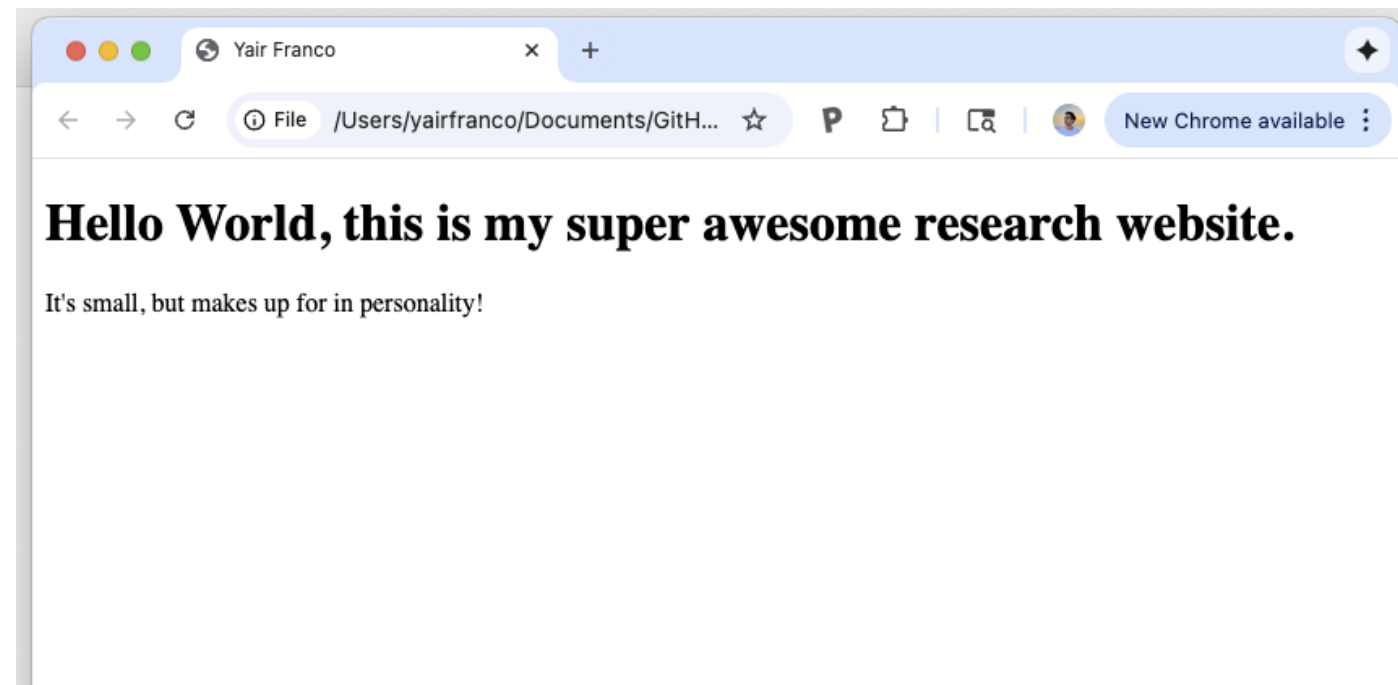 Yair Franco
File /Users/yairfranco/Documents/GitH... New Chrome available
Hello World, this is my super awesome research website.
It's small, but makes up for in personality!